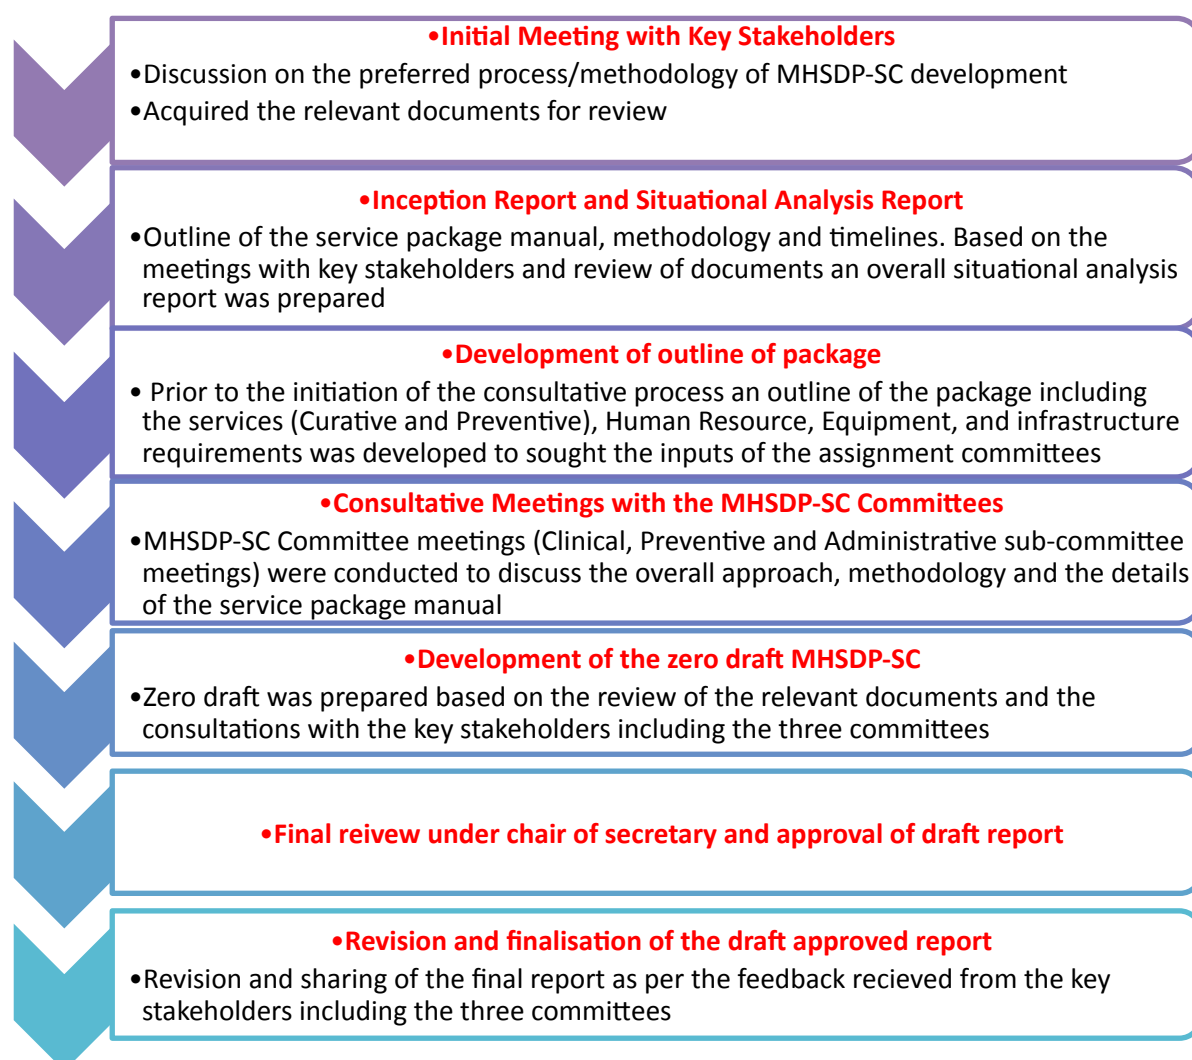 •Initial Meeting with Key Stakeholders
•Discussion on the preferred process/methodology of MHSDP-SC development
•Acquired the relevant documents for review
•Inception Report and Situational Analysis Report
•Outline of the service package manual, methodology and timelines. Based on the
meetings with key stakeholders and review of documents an overall situational analysis
report was prepared
•Development of outline of package
• Prior to the initiation of the consultative process an outline of the package including
the services (Curative and Preventive), Human Resource, Equipment, and infrastructure
requirements was developed to sought the inputs of the assignment committees
•Consultative Meetings with the MHSDP-SC Committees
•MHSDP-SC Committee meetings (Clinical, Preventive and Administrative sub-committee
meetings) were conducted to discuss the overall approach, methodology and the details
of the service package manual
•Development of the zero draft MHSDP-SC
•Zero draft was prepared based on the review of the relevant documents and the
consultations with the key stakeholders including the three committees
•Final reivew under chair of secretary and approval of draft report
•Revision and finalisation of the draft approved report
•Revision and sharing of the final report as per the feedback recieved from the key
stakeholders including the three committees